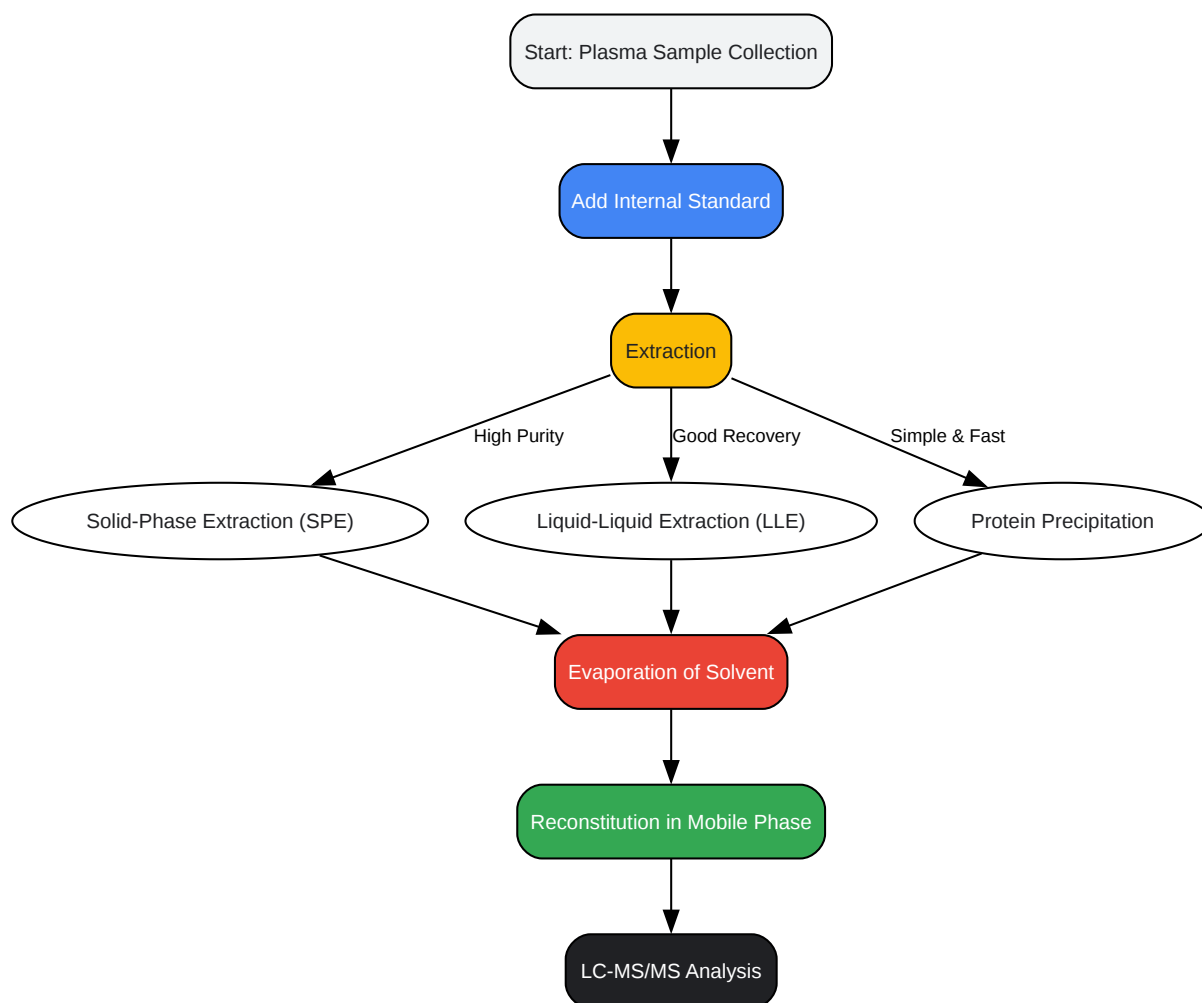 Start: Plasma Sample Collection
Add Internal Standard
Extraction
High Purity
Good Recovery
Simple & Fast
Solid-Phase Extraction (SPE)
Liquid-Liquid Extraction (LLE)
Protein Precipitation
Evaporation of Solvent
Reconstitution in Mobile Phase
LC-MS/MS Analysis